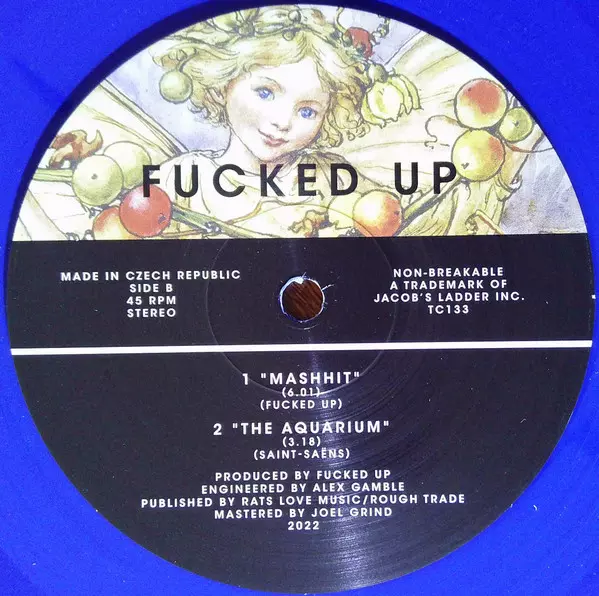 FUCKED UP
MADE IN CZECH REPUBLIC
SIDE B
45 RPM
STEREO
NON-BREAKABLE
A TRADEMARK OF
JACOB'S LADDER INC.
TC133
1 "MASHHIT"
(6.01)
(FUCKED UP)
2 "THE AQUARIUM"
(3.18)
(SAINT-SAËNS)
PRODUCED BY FUCKED UP
ENGINEERED BY ALEX GAMBLE
PUBLISHED BY RATS LOVE MUSIC/ROUGH TRADE
MASTERED BY JOEL GRIND
2022